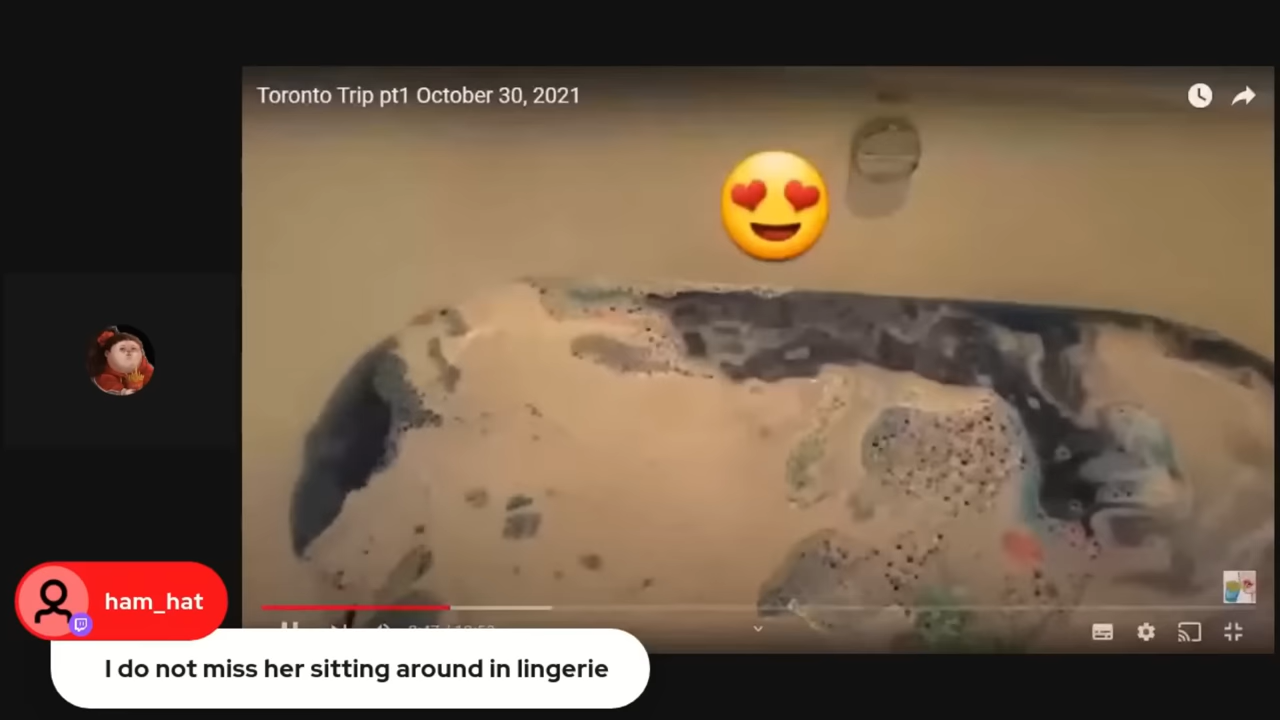 Toronto Trip pt1 October 30, 2021
ham_hat
I do not miss her sitting around in lingerie